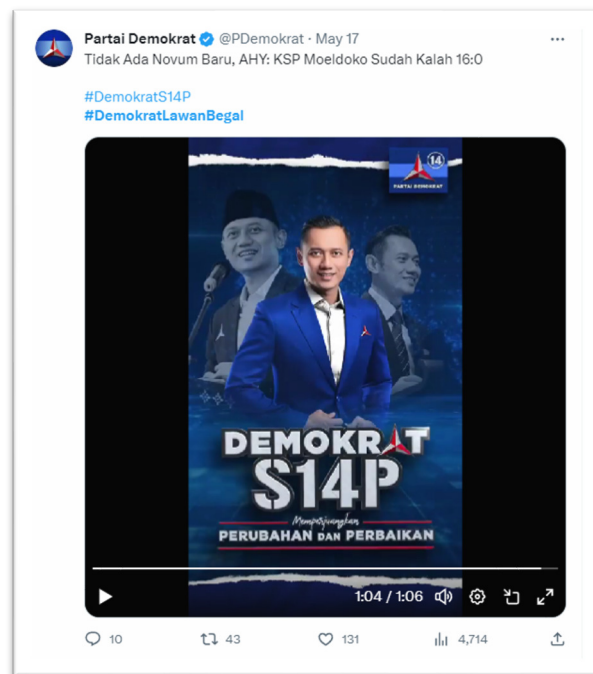 Partai Demokrat @PDemokrat · May 17
Tidak Ada Novum Baru, AHY: KSP Moeldoko Sudah Kalah 16:0
#DemokratS14P
#DemokratLawanBegal
14
PARTAI DEMOKRAT
DEMOKRAT
S14P
Memperjuangkan
PERUBAHAN DAN PERBAIKAN
1:04 / 1:06
10
43
131
4,714